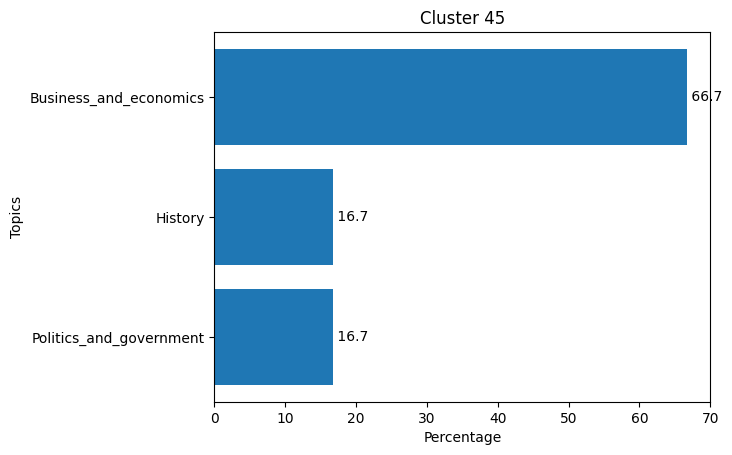 Cluster 45
Topics
Business_and_economics
66.7
History
16.7
Politics_and_government
16.7
0 10 20 30 40 50 60 70
Percentage